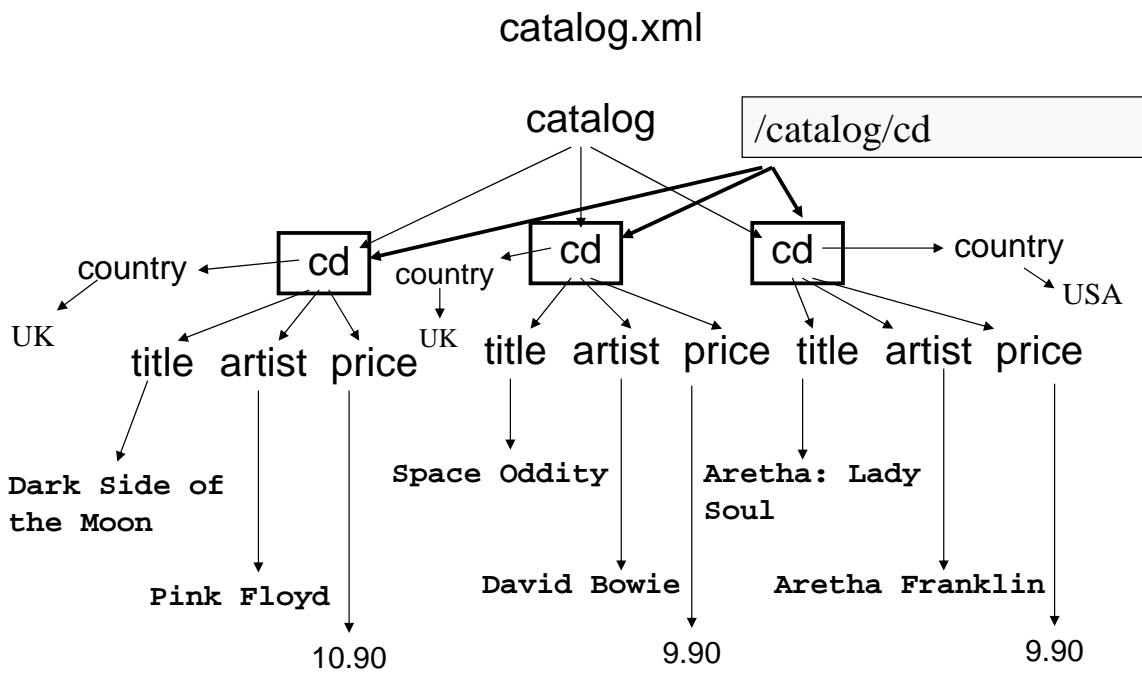 catalog.xml
catalog
/catalog/cd
cd
cd
cd
country
country
country
UK
UK
USA
title artist price
title artist price
title artist price
Dark Side of
the Moon
Space Oddity
Aretha: Lady
Soul
Pink Floyd
David Bowie
Aretha Franklin
10.90
9.90
9.90